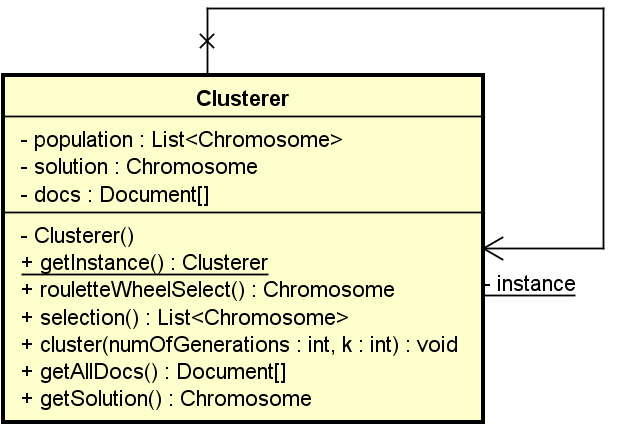 Clusterer
- population : List<Chromosome>
- solution : Chromosome
- docs : Document[]
- Clusterer()
+ getInstance() : Clusterer
+ rouletteWheelSelect() : Chromosome
+ selection() : List<Chromosome>
+ cluster(numOfGenerations : int, k : int) : void
+ getAllDocs() : Document[]
+ getSolution() : Chromosome
- instance